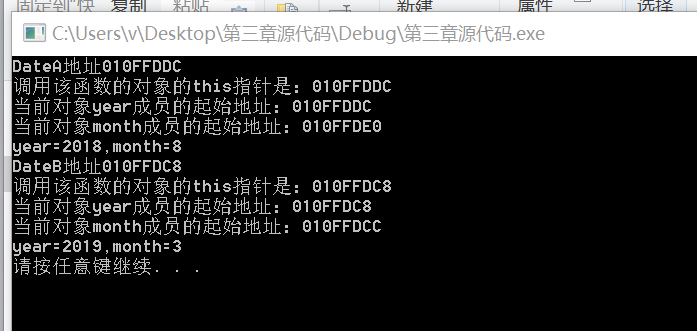 固定到"快 复制 粘贴 新建 属性 选择
C:\Users\v\Desktop\第三章源代码\Debug\第三章源代码.exe
DateA地址010FFDDC
调用该函数的对象的this指针是：010FFDDC
当前对象year成员的起始地址：010FFDDC
当前对象month成员的起始地址：010FFDE0
year=2018,month=8
DateB地址010FFDC8
调用该函数的对象的this指针是：010FFDC8
当前对象year成员的起始地址：010FFDC8
当前对象month成员的起始地址：010FFDCC
year=2019,month=3
请按任意键继续. . .